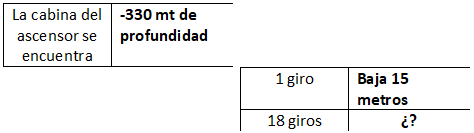 La cabina del
ascensor se
encuentra
-330 mt de
profundidad
1 giro
Baja 15
metros
18 giros
¿?